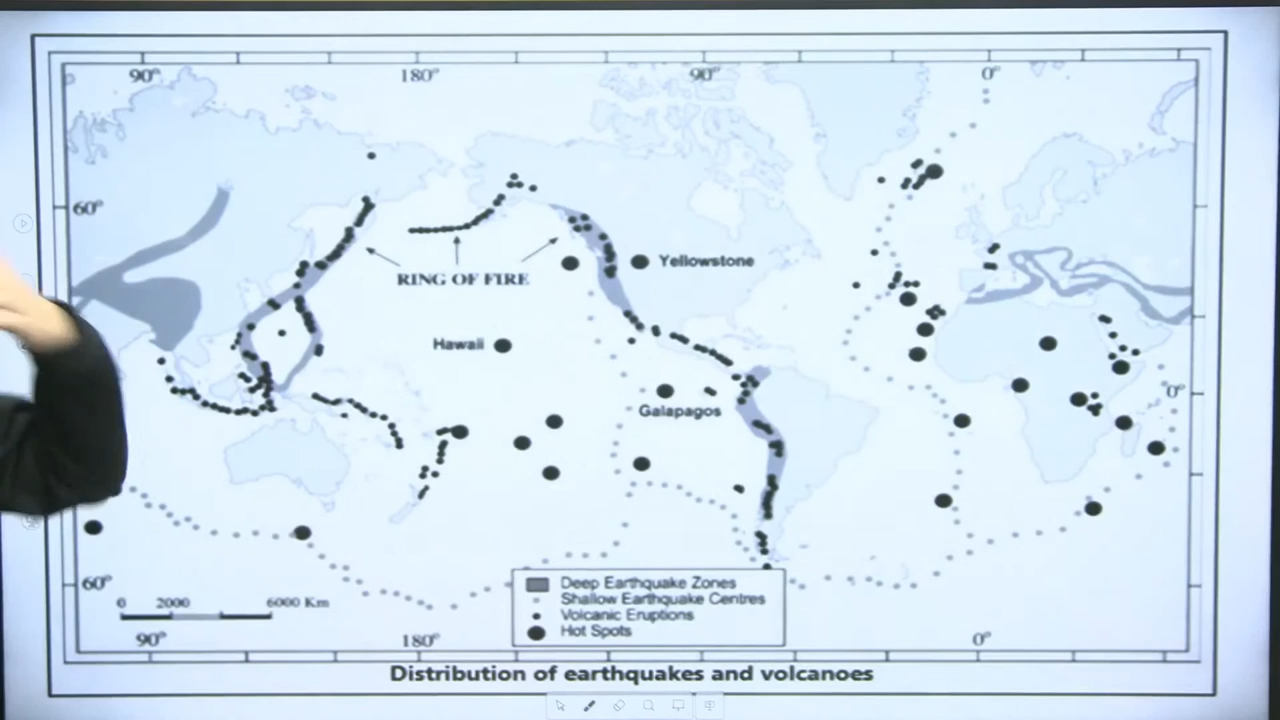 90° 180° 90° 0°
60°
Yellowstone
RING OF FIRE
Hawaii
0°
Galapagos
60°
Deep Earthquake Zones
Shallow Earthquake Centres
Volcanic Eruptions
Hot Spots
0 2000 6000 Km
90° 180° 0°
Distribution of earthquakes and volcanoes